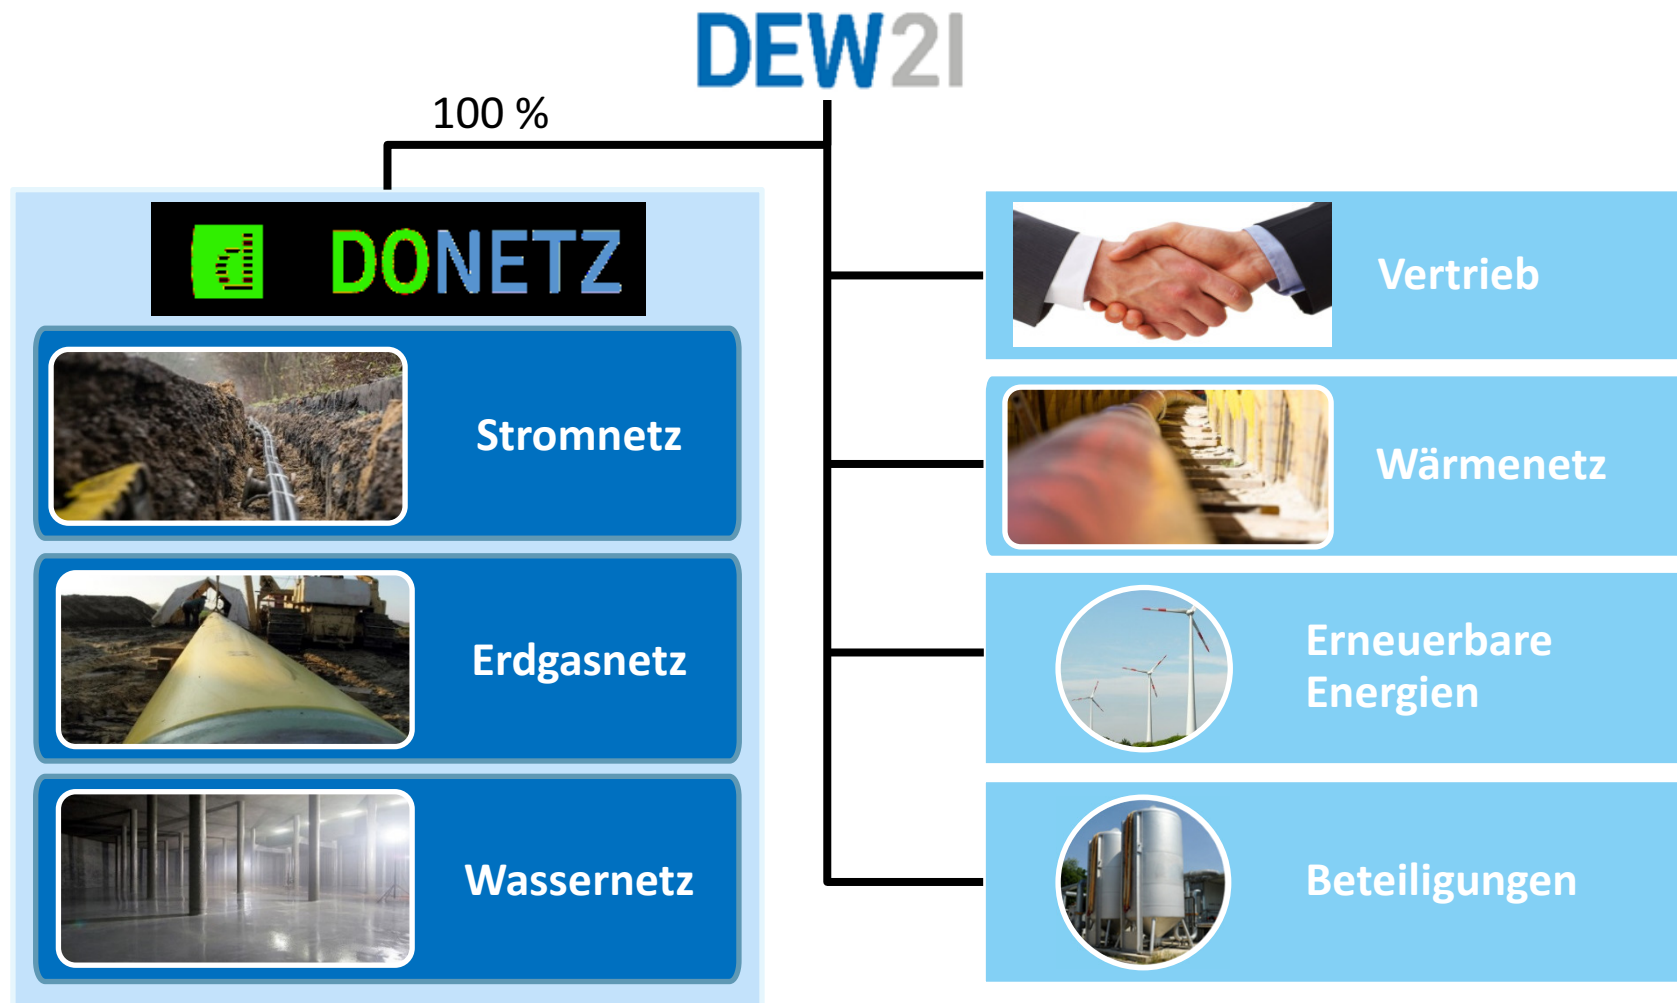 DEW21
100 %
DONETZ
Stromnetz
Erdgasnetz
Wassernetz
Vertrieb
Wärmenetz
Erneuerbare
Energien
Beteiligungen